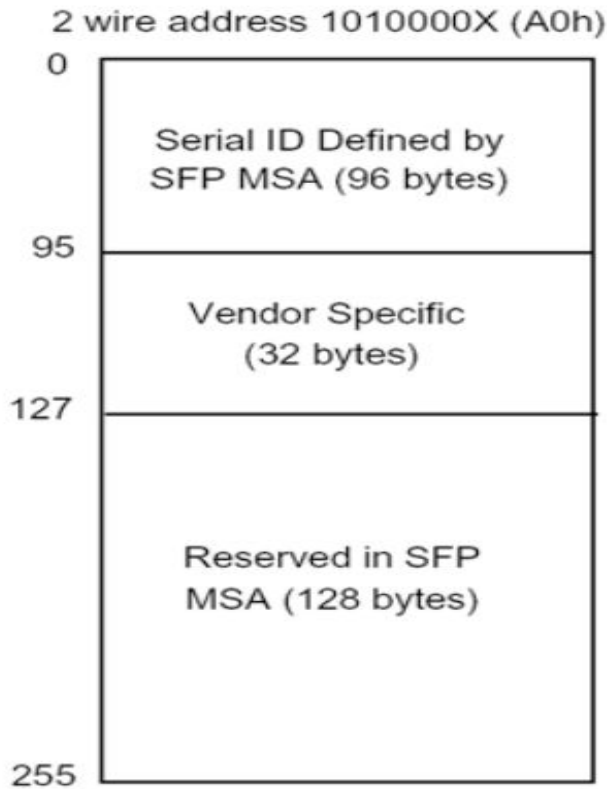 2 wire address 1010000X (A0h)
0
Serial ID Defined by
SFP MSA (96 bytes)
95
Vendor Specific
(32 bytes)
127
Reserved in SFP
MSA (128 bytes)
255